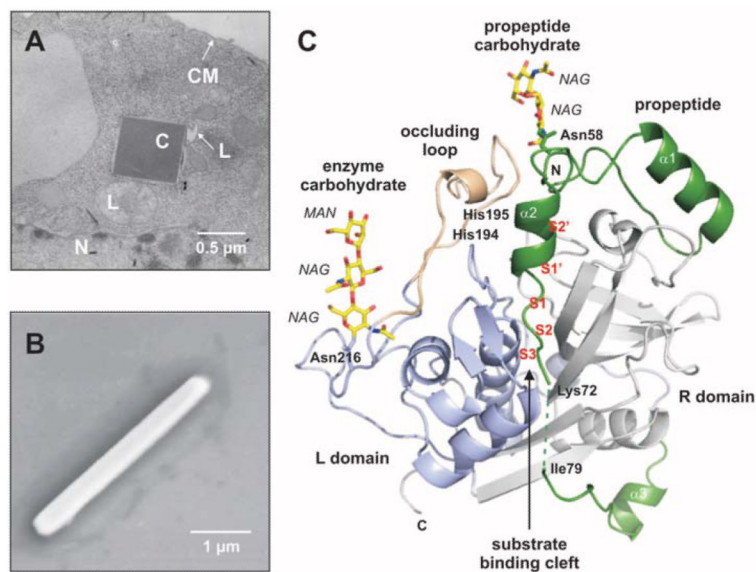 A
CM
C
L
L
N
0.5 µm
B
1 µm
C
propeptide
carbohydrate
NAG
NAG
Asn58
propeptide
α1
N
occluding
loop
enzyme
carbohydrate
MAN
NAG
NAG
Asn216
His195
His194
α2
S2'
S1'
S1
S2
S3
Lys72
R domain
L domain
Ile79
α3
C
substrate
binding cleft